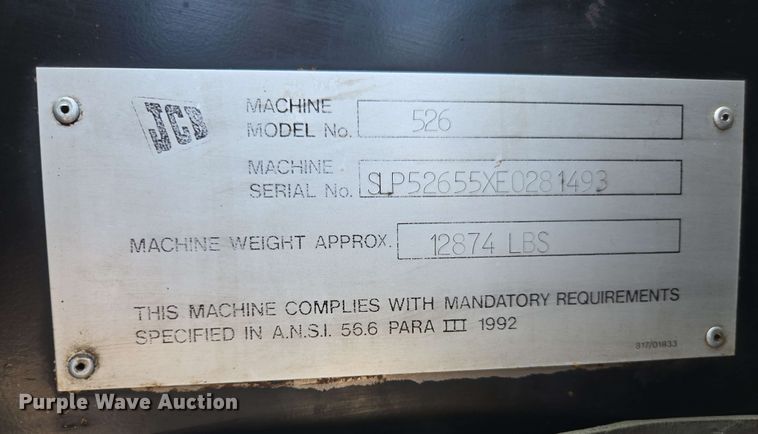 JCB
MACHINE
MODEL No. 526
MACHINE
SERIAL No. SLP52655XE0281493
MACHINE WEIGHT APPROX. 12874 LBS
THIS MACHINE COMPLIES WITH MANDATORY REQUIREMENTS
SPECIFIED IN A.N.S.I. 56.6 PARA III 1992
817/01833
Purple Wave Auction